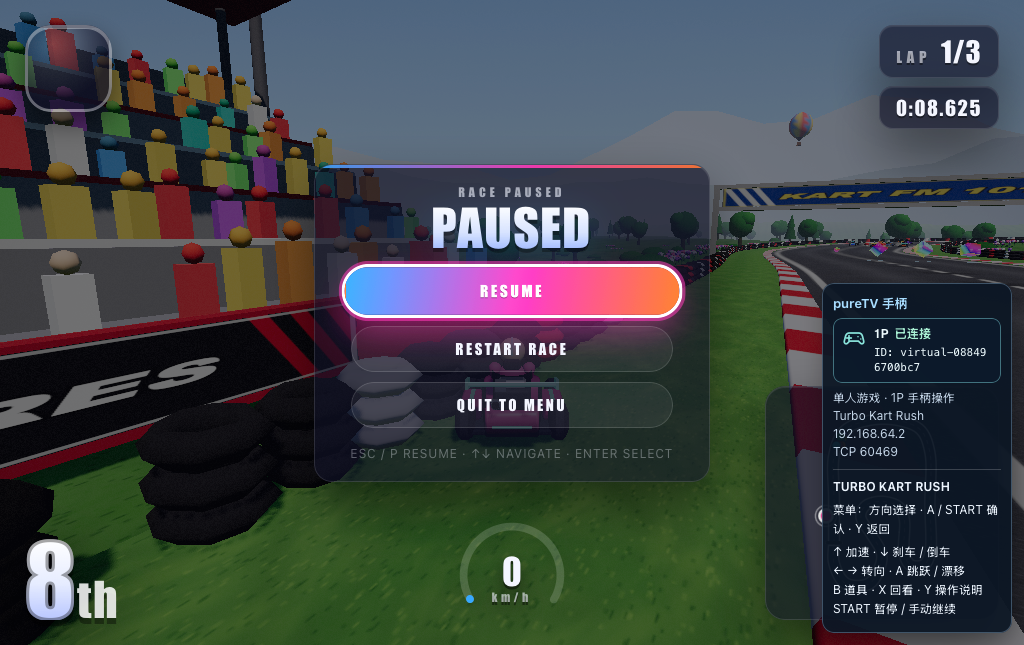 LAP 1/3
0:08.625
KART FM 10
RACE PAUSED
PAUSED
RESUME
RESTART RACE
QUIT TO MENU
ESC / P RESUME · ↑↓ NAVIGATE · ENTER SELECT
RES
8th
0
km/h
pureTV 手柄
1P 已连接
ID: virtual-08849
6700bc7
单人游戏 · 1P 手柄操作
Turbo Kart Rush
192.168.64.2
TCP 60469
TURBO KART RUSH
菜单：方向选择 · A / START 确
认 · Y 返回
↑ 加速 · ↓ 刹车 / 倒车
← → 转向 · A 跳跃 / 漂移
B 道具 · X 回看 · Y 操作说明
START 暂停 / 手动继续